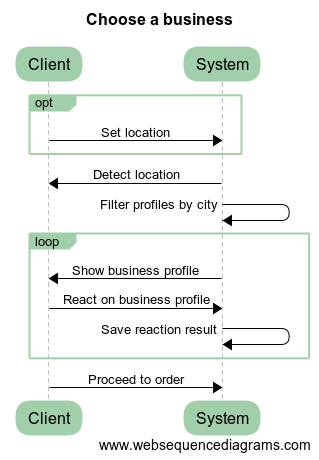 Choose a business
Client System
opt
Set location
Detect location
Filter profiles by city
loop
Show business profile
React on business profile
Save reaction result
Proceed to order
Client System
www.websequencediagrams.com